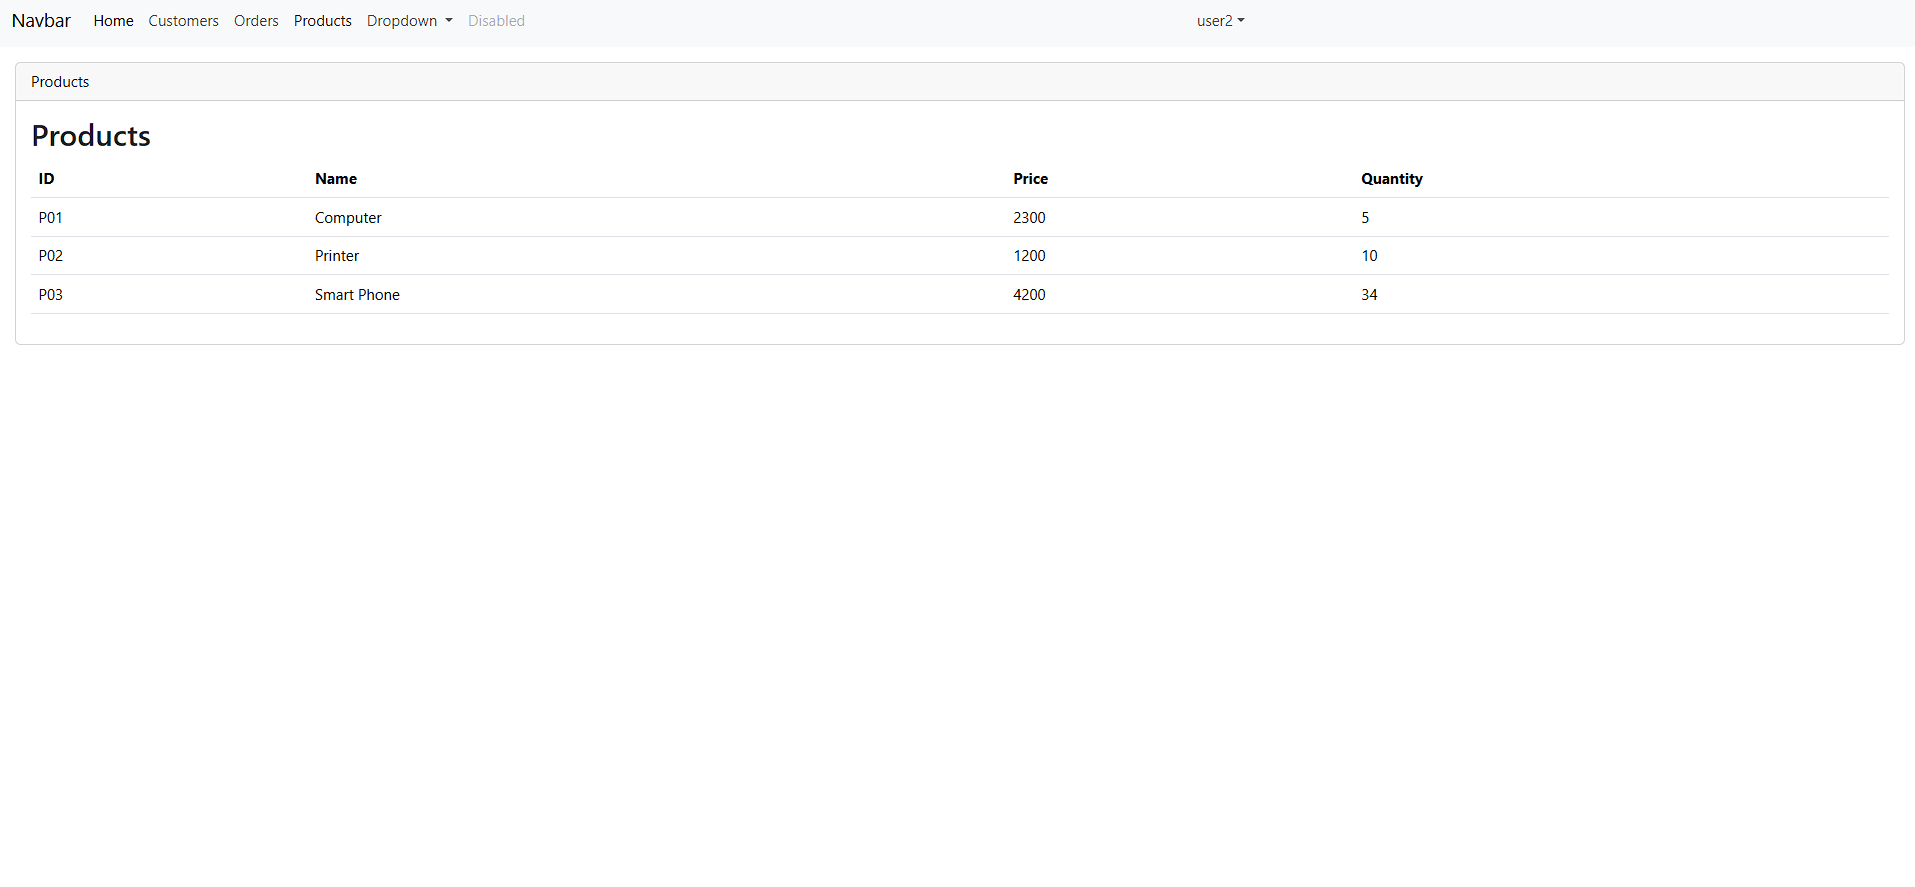 Navbar Home Customers Orders Products Dropdown Disabled user2
Products
Products
ID Name Price Quantity
P01 Computer 2300 5
P02 Printer 1200 10
P03 Smart Phone 4200 34